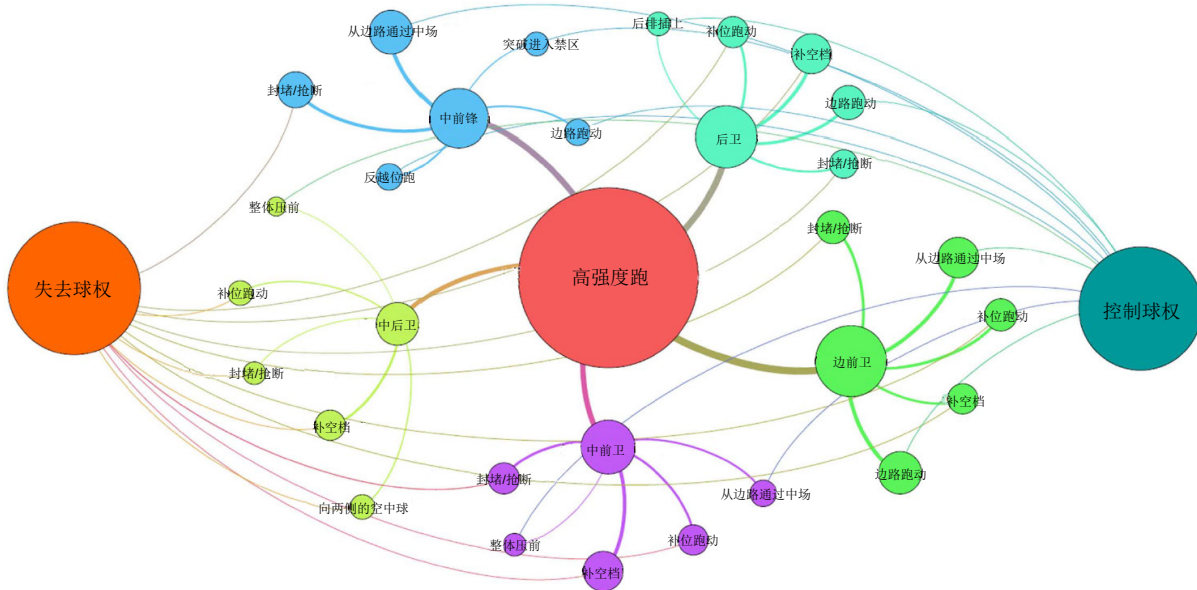 从边路通过中场
后排插上
补位跑动
突破进入禁区
补空档
封堵/抢断
中前锋
边路跑动
边路跑动
后卫
反越位跑
封堵/抢断
整体压前
封堵/抢断
从边路通过中场
高强度跑
失去球权
补位跑动
控制球权
补位跑动
中后卫
边前卫
封堵/抢断
补空档
补空档
中前卫
封堵/抢断
边路跑动
从边路通过中场
向两侧的空中球
整体压前
补位跑动
补空档